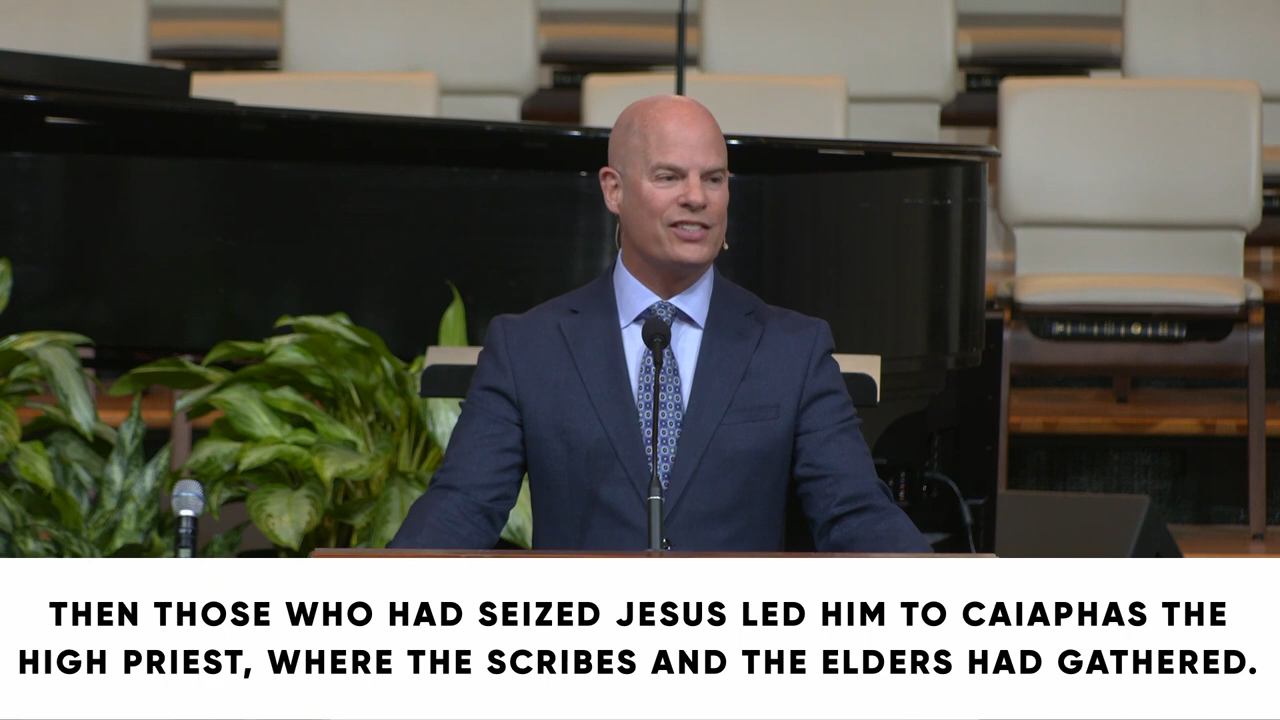 THEN THOSE WHO HAD SEIZED JESUS LED HIM TO CAIAPHAS THE
HIGH PRIEST, WHERE THE SCRIBES AND THE ELDERS HAD GATHERED.